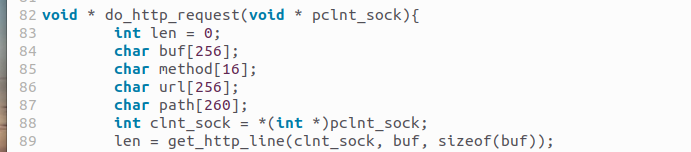 82 void * do_http_request(void * pclnt_sock){
83 int len = 0;
84 char buf[256];
85 char method[16];
86 char url[256];
87 char path[260];
88 int clnt_sock = *(int *)pclnt_sock;
89 len = get_http_line(clnt_sock, buf, sizeof(buf));